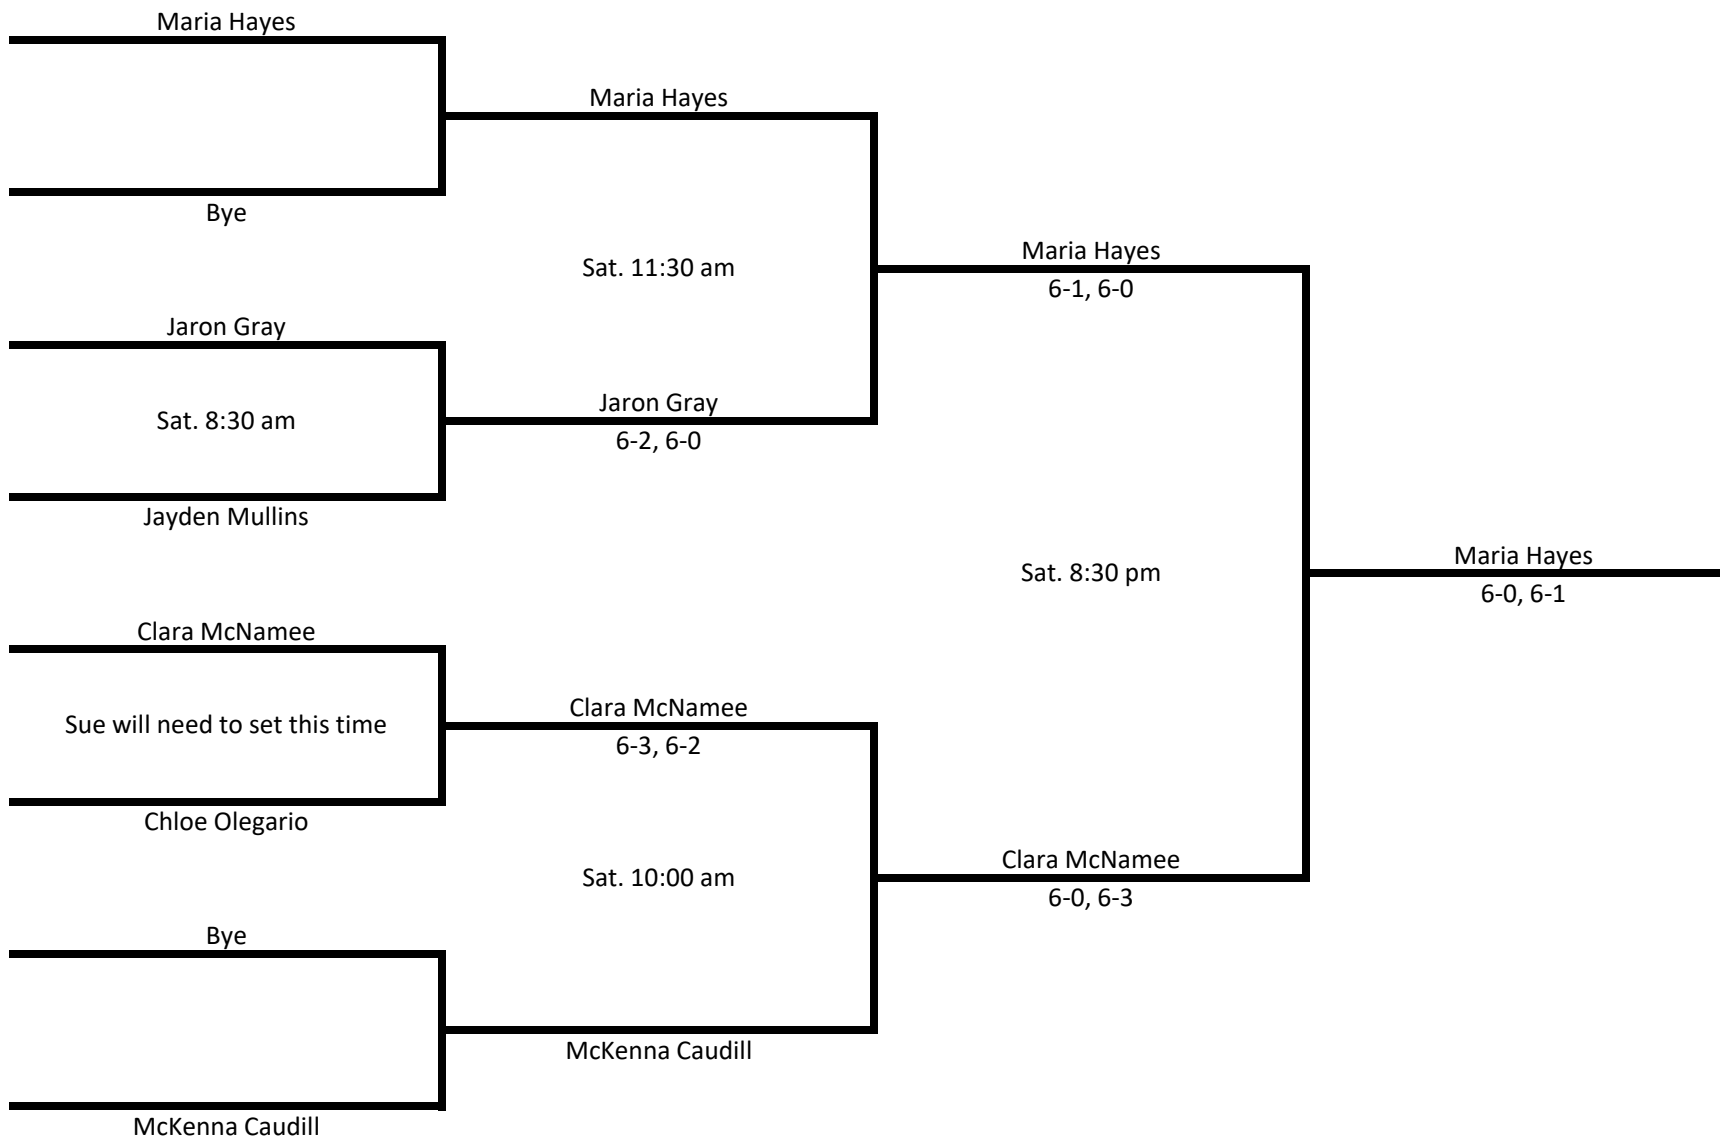 Maria Hayes
Bye
Jaron Gray
Sat. 8:30 am
Jayden Mullins
Clara McNamee
Sue will need to set this time
Chloe Olegario
Bye
McKenna Caudill
Maria Hayes
Sat. 11:30 am
Jaron Gray
6-2, 6-0
Clara McNamee
6-3, 6-2
Sat. 10:00 am
McKenna Caudill
Maria Hayes
6-1, 6-0
Sat. 8:30 pm
Clara McNamee
6-0, 6-3
Maria Hayes
6-0, 6-1